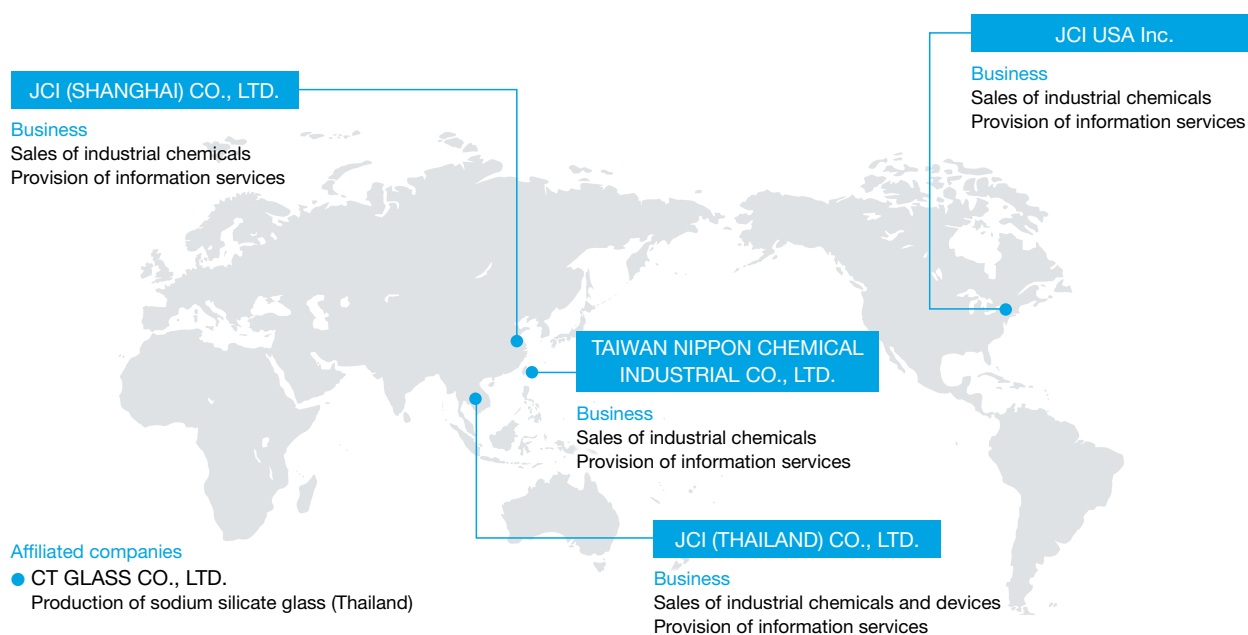 JCI USA Inc.
Business
Sales of industrial chemicals
Provision of information services
JCI (SHANGHAI) CO., LTD.
Business
Sales of industrial chemicals
Provision of information services
TAIWAN NIPPON CHEMICAL
INDUSTRIAL CO., LTD.
Business
Sales of industrial chemicals
Provision of information services
JCI (THAILAND) CO., LTD.
Business
Sales of industrial chemicals and devices
Provision of information services
Affiliated companies
CT GLASS CO., LTD.
Production of sodium silicate glass (Thailand)